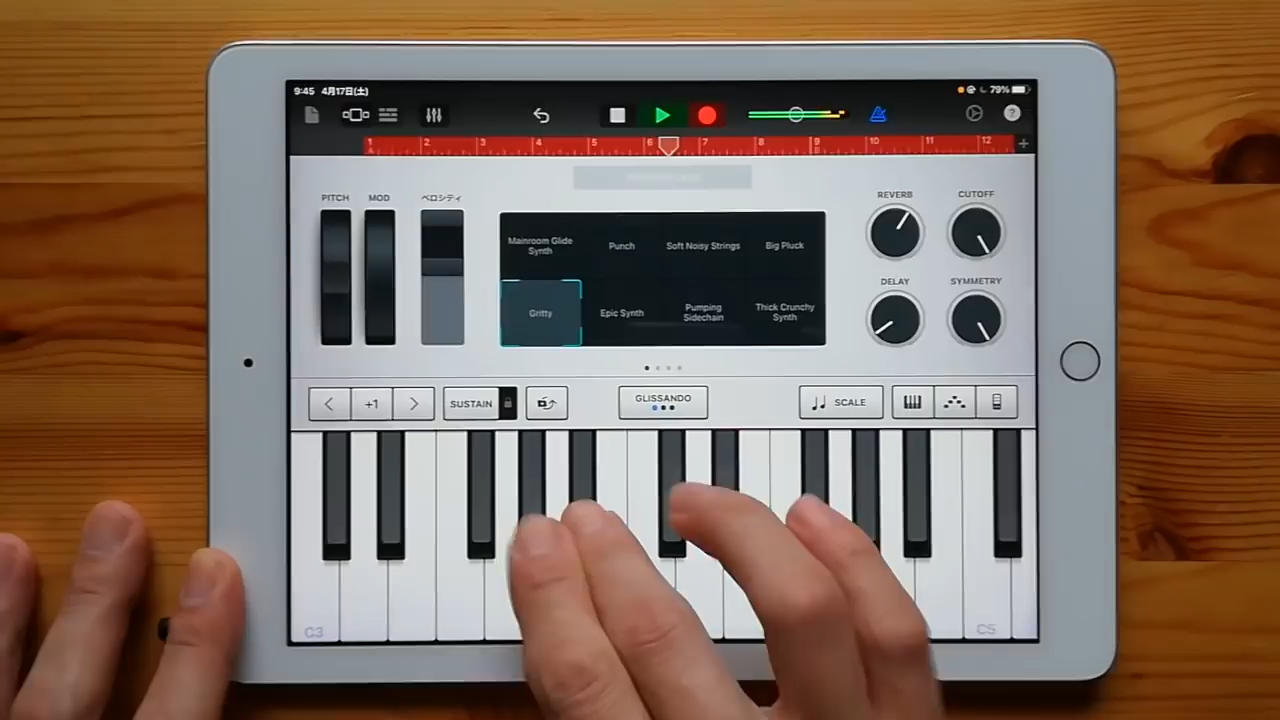 9:45 4月17日(土)
79%
?
1 2 3 4 5 6 7 8 9 10 11 12 +
A B
PITCH MOD ベロシティ
REVERB CUTOFF
Mainroom Glide Synth Punch Soft Noisy Strings Big Pluck
DELAY SYMMETRY
Gritty Epic Synth Pumping Sidechain Thick Crunchy Synth
+1 SUSTAIN GLISSANDO SCALE
C3 C5